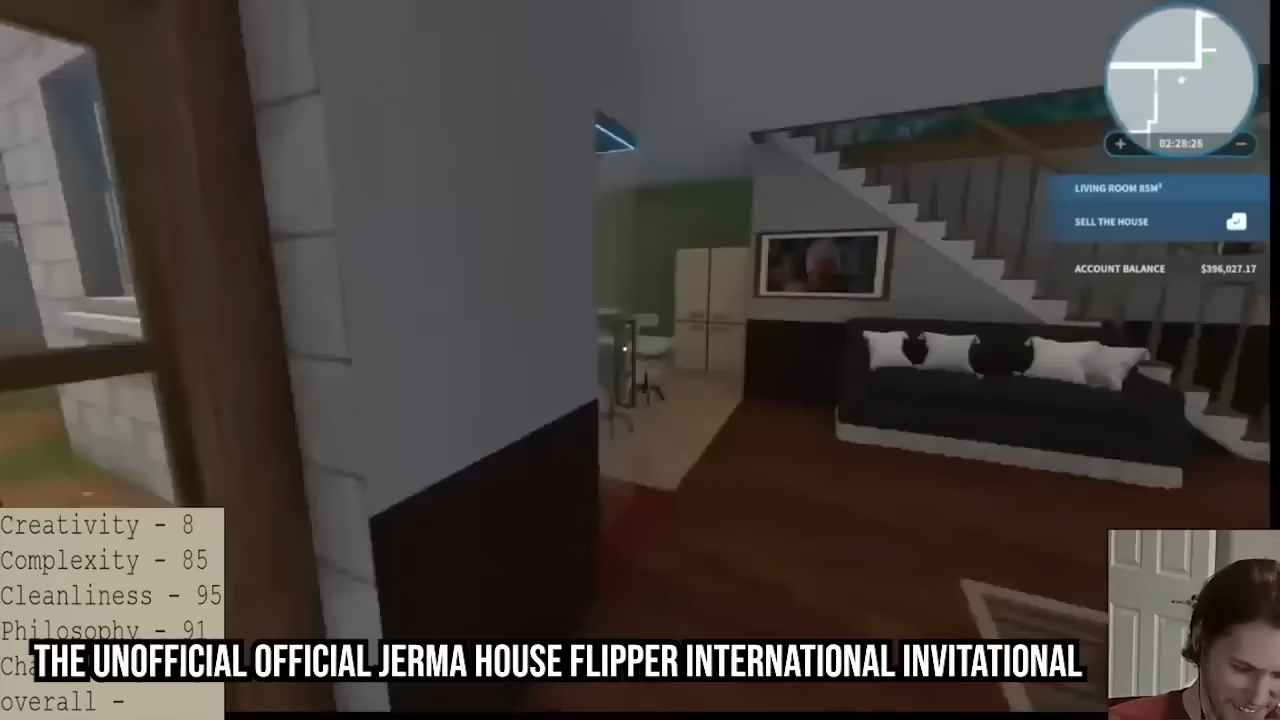 02:28:26
LIVING ROOM 85M²
SELL THE HOUSE
ACCOUNT BALANCE $396,027.17
Creativity - 8
Complexity - 85
Cleanliness - 95
Philosophy - 91
THE UNOFFICIAL OFFICIAL JERMA HOUSE FLIPPER INTERNATIONAL INVITATIONAL
Cha
overall -